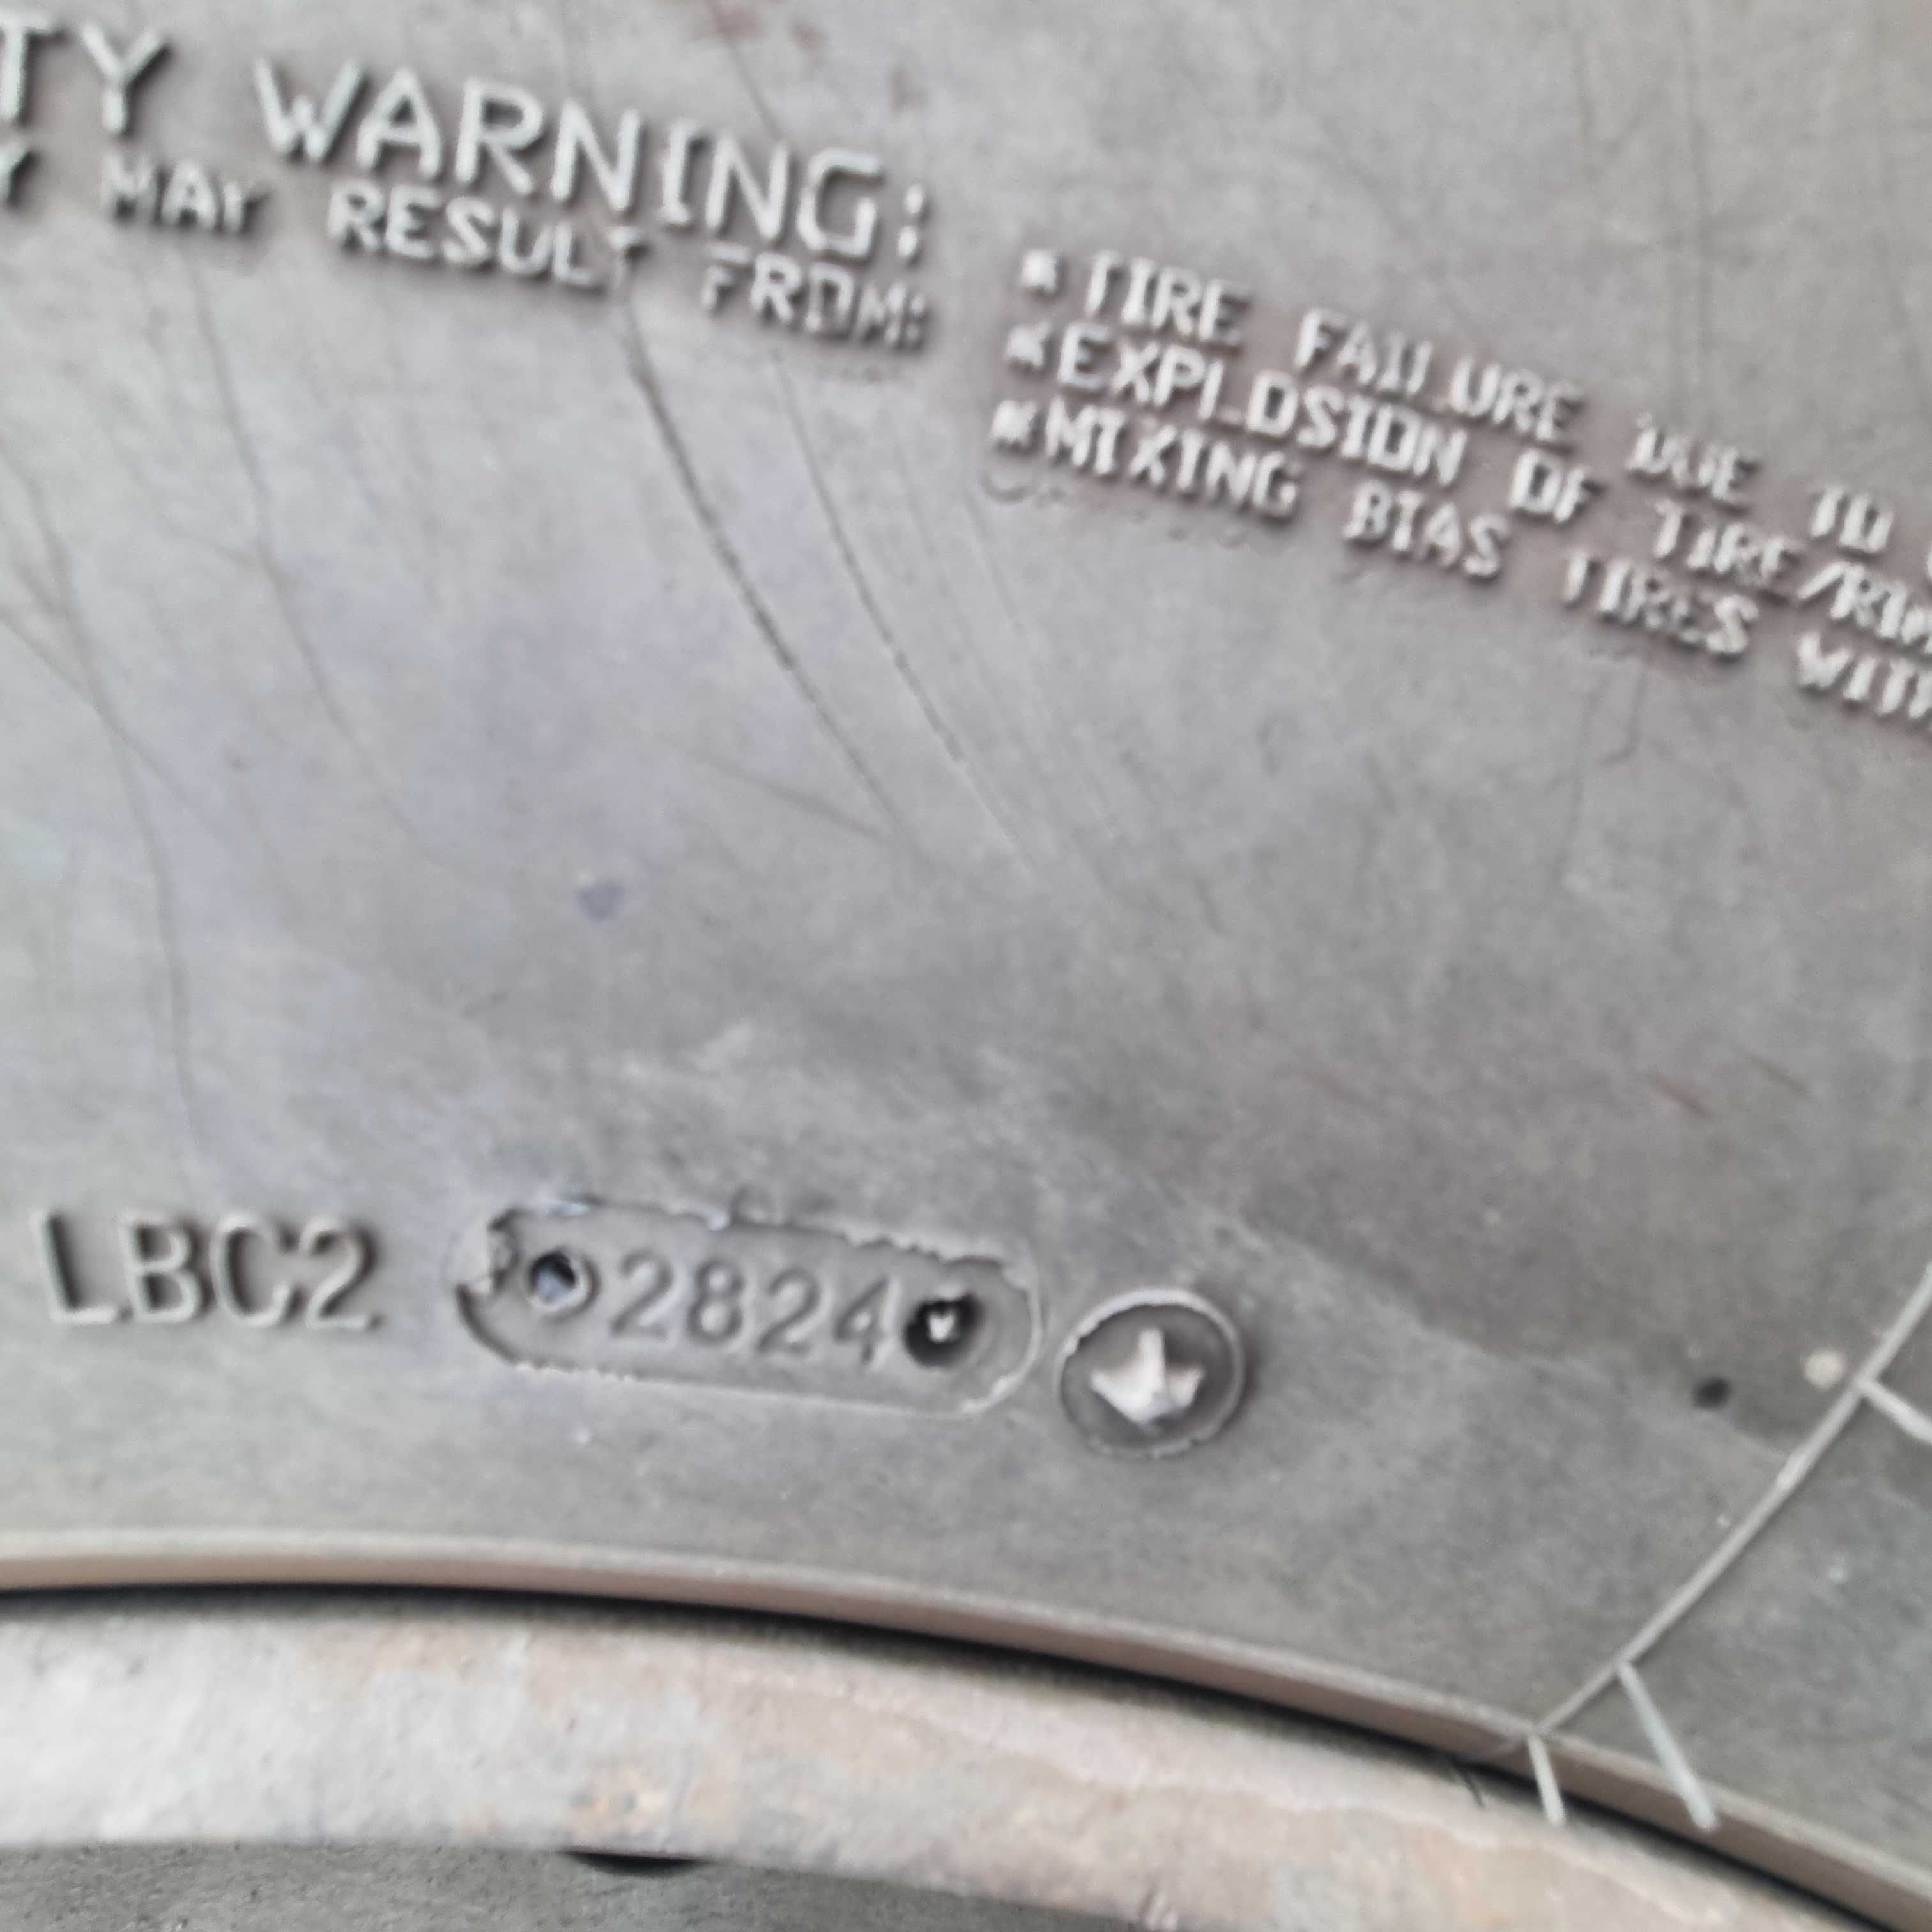 TY WARNING:
Y MAY RESULT FROM:
*TIRE FAILURE DUE TO
*EXPLOSION OF TIRE/RIM
*MIXING BIAS TIRES WITH
LBC2 2824